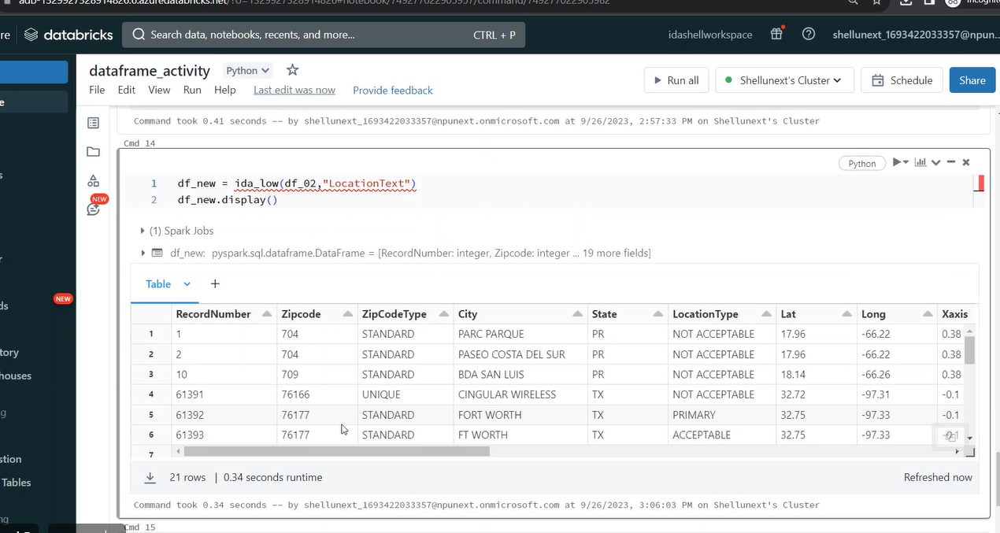 re databricks Search data, notebooks, recents, and more... CTRL + P idashellworkspace shellunext_1693422033357@npun...
dataframe_activity Python
File Edit View Run Help Last edit was now Provide feedback
Run all Shellunext's Cluster Schedule Share
Command took 0.41 seconds -- by shellunext_1693422033357@npunext.onmicrosoft.com at 9/26/2023, 2:57:33 PM on Shellunext's Cluster
Cmd 14
Python
1 df_new = ida_low(df_02,"LocationText")
2 df_new.display()
NEW
(1) Spark Jobs
df_new: pyspark.sql.dataframe.DataFrame = [RecordNumber: integer, Zipcode: integer ... 19 more fields]
Table +
NEW
RecordNumber Zipcode ZipCodeType City State LocationType Lat Long Xaxis
1 1 704 STANDARD PARC PARQUE PR NOT ACCEPTABLE 17.96 -66.22 0.38
2 2 704 STANDARD PASEO COSTA DEL SUR PR NOT ACCEPTABLE 17.96 -66.22 0.38
3 10 709 STANDARD BDA SAN LUIS PR NOT ACCEPTABLE 18.14 -66.26 0.38
4 61391 76166 UNIQUE CINGULAR WIRELESS TX NOT ACCEPTABLE 32.72 -97.31 -0.1
5 61392 76177 STANDARD FORT WORTH TX PRIMARY 32.75 -97.33 -0.1
6 61393 76177 STANDARD FT WORTH TX ACCEPTABLE 32.75 -97.33 -0.1
7
21 rows | 0.34 seconds runtime Refreshed now
Command took 0.34 seconds -- by shellunext_1693422033357@npunext.onmicrosoft.com at 9/26/2023, 3:06:03 PM on Shellunext's Cluster
Cmd 15
e
s
r
ds
tory
houses
g
stion
Tables
ng